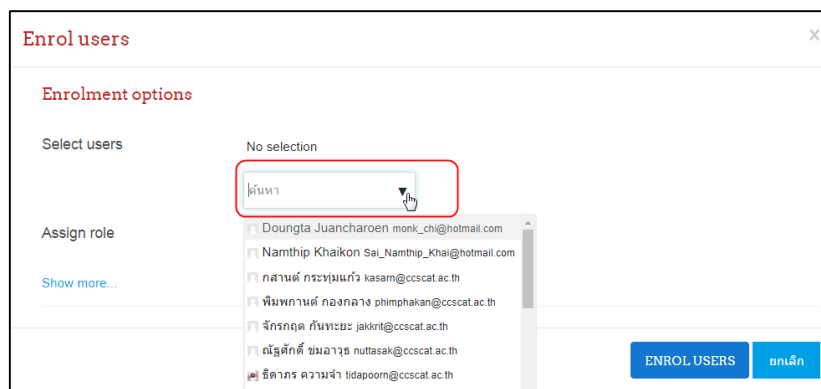 Enrol users
×
Enrolment options
Select users
No selection
ค้นหา ▼
Assign role
Doungta Juancharoen monk_chi@hotmail.com
Namthip Khaikon Sai_Namthip_Khai@hotmail.com
กสานต์ กระทุ่มแก้ว kasarn@ccscat.ac.th
Show more...
พิมพกานต์ กองกลาง phimphakan@ccscat.ac.th
จักรกฤต กันทะยะ jakkrit@ccscat.ac.th
ณัฐศักดิ์ ข่มอาวุธ nuttasak@ccscat.ac.th
ธิดาภร ความจำ tidapoorn@ccscat.ac.th
ENROL USERS
ยกเลิก